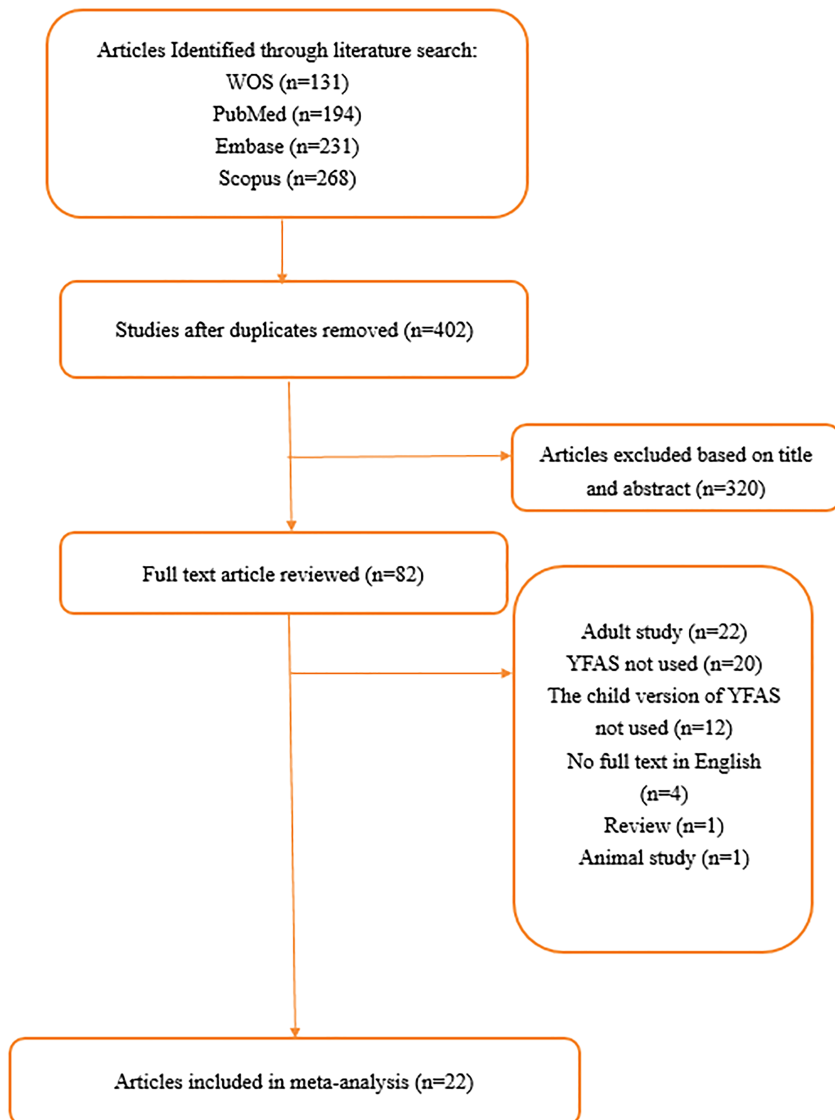 Articles Identified through literature search:
WOS (n=131)
PubMed (n=194)
Embase (n=231)
Scopus (n=268)
Studies after duplicates removed (n=402)
Articles excluded based on title
and abstract (n=320)
Full text article reviewed (n=82)
Adult study (n=22)
YFAS not used (n=20)
The child version of YFAS
not used (n=12)
No full text in English
(n=4)
Review (n=1)
Animal study (n=1)
Articles included in meta-analysis (n=22)